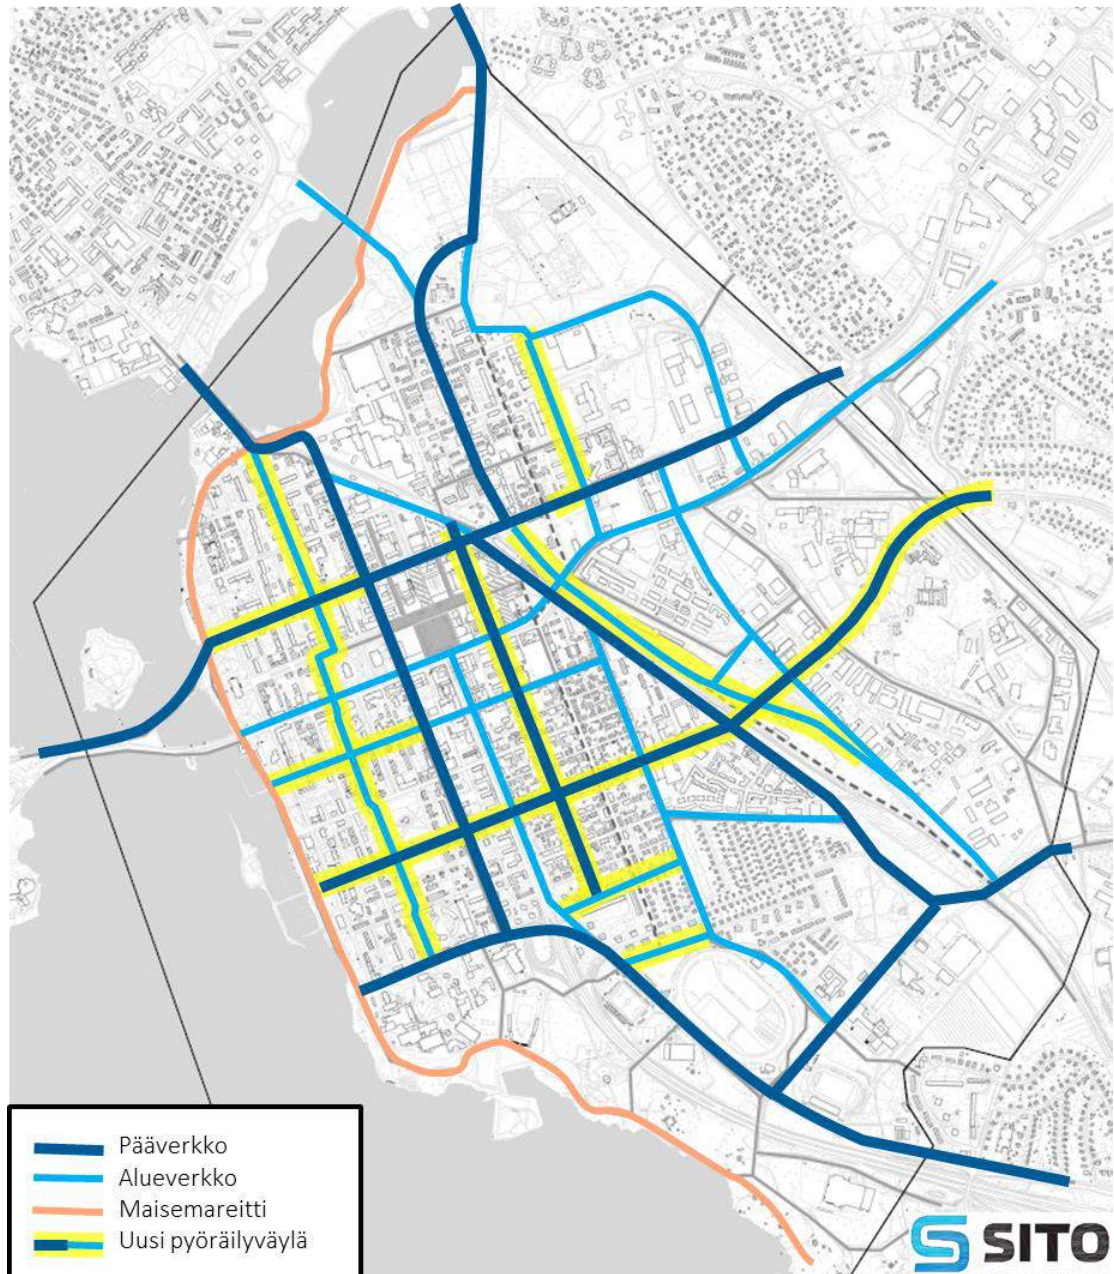 Pääverkko
Alueverkko
Maisemareitti
Uusi pyöräilyväylä
SITO